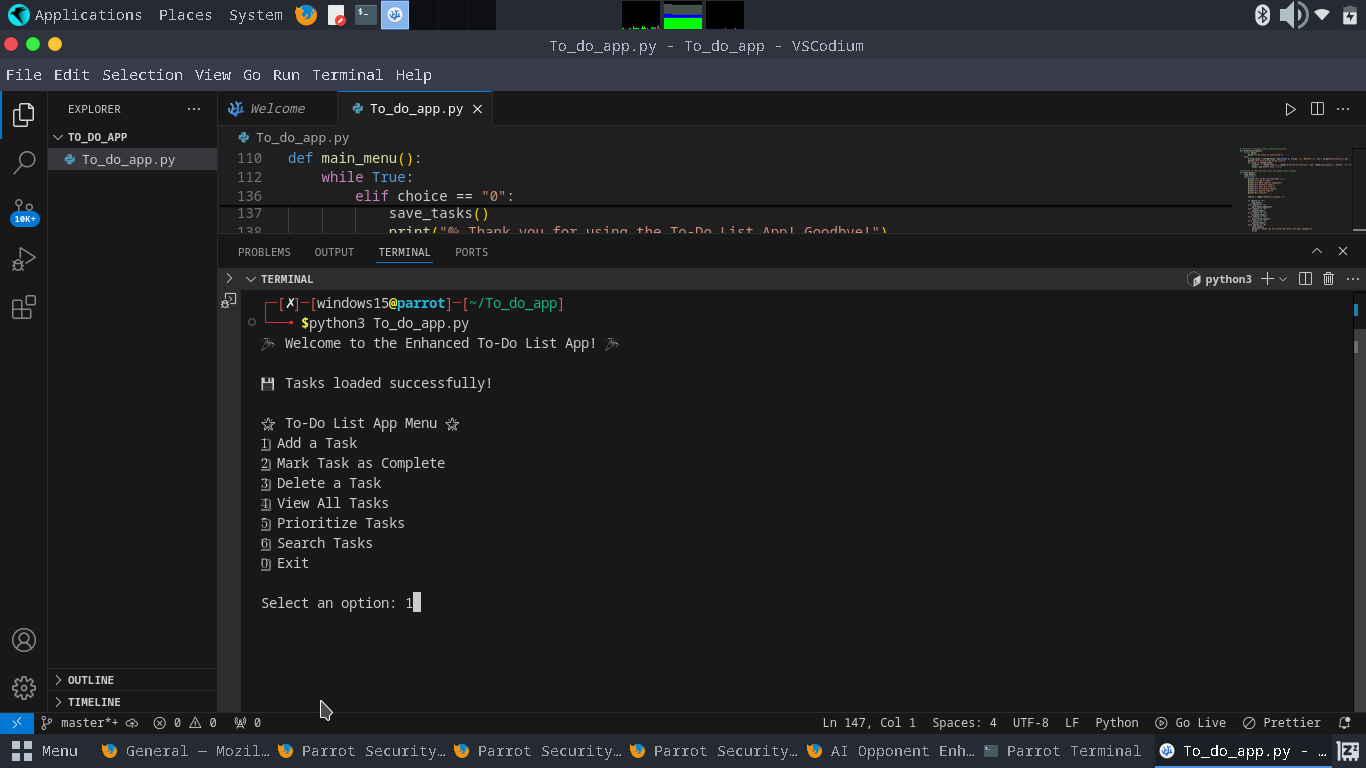 Applications Places System
To_do_app.py - To_do_app - VSCodium
File Edit Selection View Go Run Terminal Help
EXPLORER
Welcome
To_do_app.py
TO_DO_APP
To_do_app.py
10K+
To_do_app.py
110 def main_menu():
112 while True:
136 elif choice == "0":
137 save_tasks()
138 print("🎉 Thank you for using the To-Do List App! Goodbye!")
PROBLEMS OUTPUT TERMINAL PORTS
TERMINAL
python3
┌─[✗]─[windows15@parrot]─[~/To_do_app]
└──╼ $python3 To_do_app.py
🎉 Welcome to the Enhanced To-Do List App! 🎉
💾 Tasks loaded successfully!
🌟 To-Do List App Menu 🌟
1 Add a Task
2 Mark Task as Complete
3 Delete a Task
4 View All Tasks
5 Prioritize Tasks
6 Search Tasks
0 Exit
Select an option: 1
OUTLINE
TIMELINE
master*+ 0 0 0
Ln 147, Col 1 Spaces: 4 UTF-8 LF Python Go Live Prettier
Menu General — Mozil... Parrot Security... Parrot Security... Parrot Security... AI Opponent Enh... Parrot Terminal To_do_app.py - ...